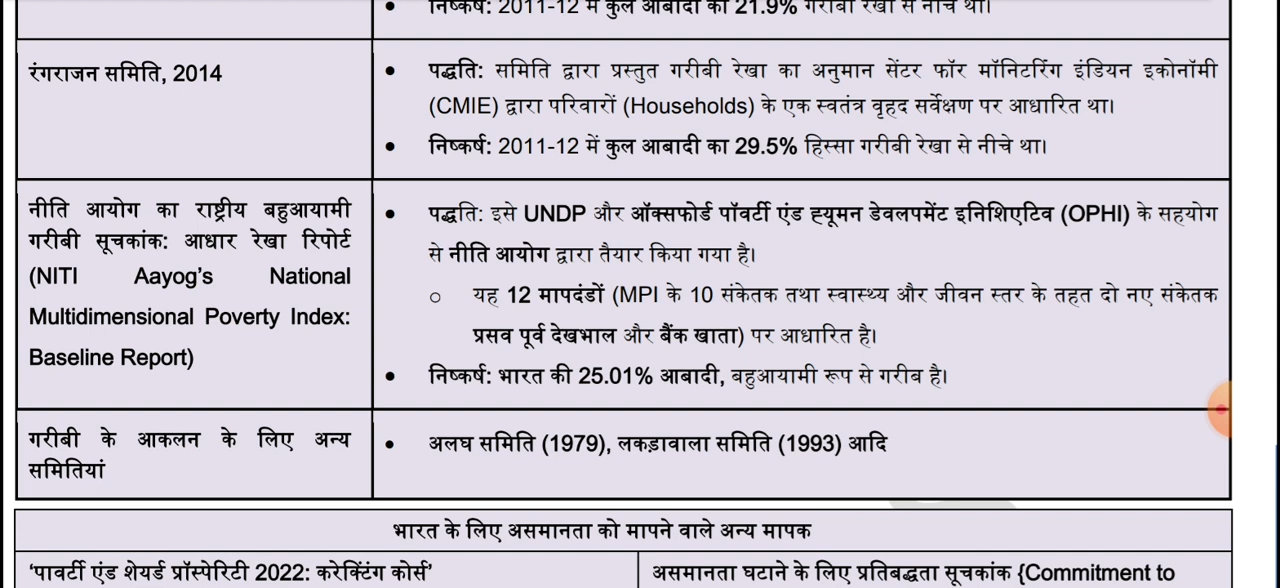 निष्कर्ष: 2011-12 में कुल आबादी का 21.9% गरीबी रेखा से नीचे था।
रंगराजन समिति, 2014
पद्धति: समिति द्वारा प्रस्तुत गरीबी रेखा का अनुमान सेंटर फॉर मॉनिटरिंग इंडियन इकोनॉमी
(CMIE) द्वारा परिवारों (Households) के एक स्वतंत्र वृहद सर्वेक्षण पर आधारित था।
निष्कर्ष: 2011-12 में कुल आबादी का 29.5% हिस्सा गरीबी रेखा से नीचे था।
नीति आयोग का राष्ट्रीय बहुआयामी
गरीबी सूचकांक: आधार रेखा रिपोर्ट
(NITI Aayog’s National
Multidimensional Poverty Index:
Baseline Report)
पद्धति: इसे UNDP और ऑक्सफोर्ड पॉवर्टी एंड ह्यूमन डेवलपमेंट इनिशिएटिव (OPHI) के सहयोग
से नीति आयोग द्वारा तैयार किया गया है।
यह 12 मापदंडों (MPI के 10 संकेतक तथा स्वास्थ्य और जीवन स्तर के तहत दो नए संकेतक
प्रसव पूर्व देखभाल और बैंक खाता) पर आधारित है।
निष्कर्ष: भारत की 25.01% आबादी, बहुआयामी रूप से गरीब है।
गरीबी के आकलन के लिए अन्य
समितियां
अलघ समिति (1979), लकड़ावाला समिति (1993) आदि
भारत के लिए असमानता को मापने वाले अन्य मापक
‘पावर्टी एंड शेयर्ड प्रॉस्पेरिटी 2022: करेक्टिंग कोर्स’
असमानता घटाने के लिए प्रतिबद्धता सूचकांक {Commitment to